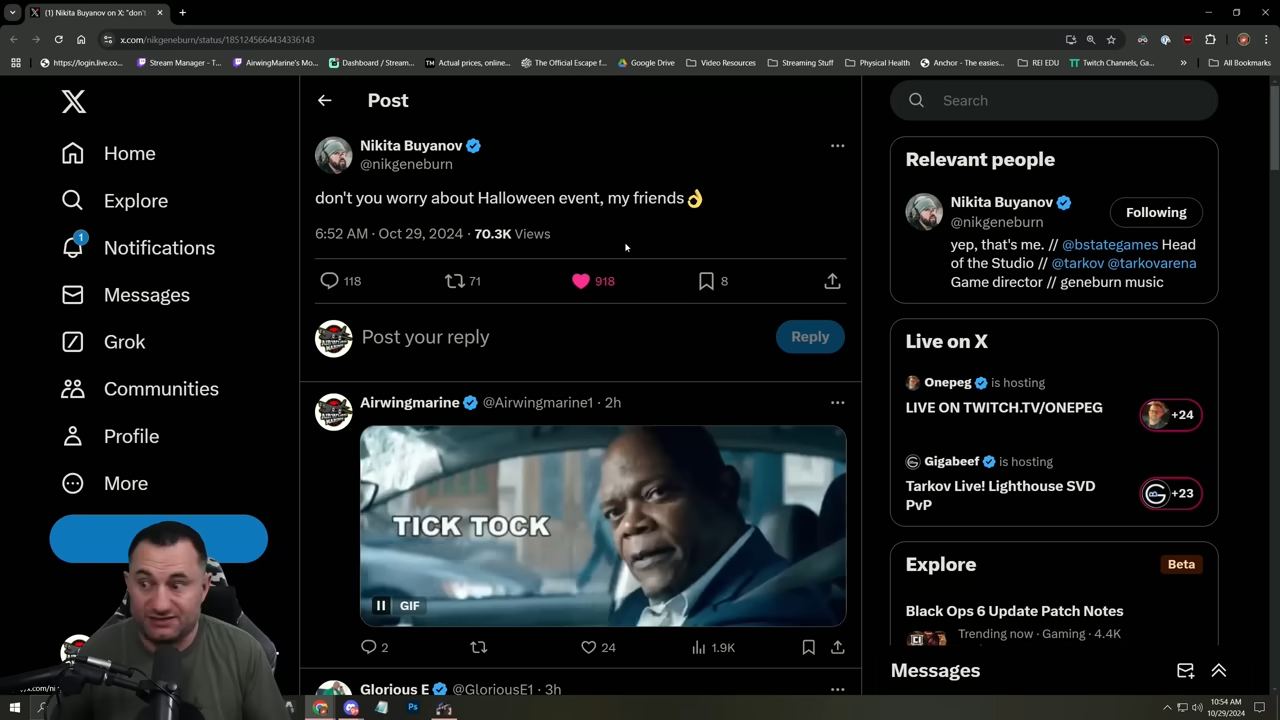 (1) Nikita Buyanov on X: "don't
x.com/nikgeneburn/status/1851245664434336143
https://login.live.co...
Stream Manager - T...
AirwingMarine's Mo...
Dashboard / Stream...
Actual prices, online...
The Official Escape f...
Google Drive
Video Resources
Streaming Stuff
Physical Health
Anchor - The easies...
REI EDU
Twitch Channels, Ga...
All Bookmarks
Home
Explore
Notifications
1
Messages
Grok
Communities
Profile
More
Post
Nikita Buyanov
@nikgeneburn
don't you worry about Halloween event, my friends👌
6:52 AM · Oct 29, 2024 · 70.3K Views
118
71
918
8
Post your reply
Reply
Airwingmarine @Airwingmarine1 · 2h
TICK TOCK
GIF
2
24
1.9K
Glorious E @GloriousE1 · 3h
Search
Relevant people
Nikita Buyanov
@nikgeneburn
Following
yep, that's me. // @bstategames Head
of the Studio // @tarkov @tarkovarena
Game director // geneburn music
Live on X
Onepeg is hosting
LIVE ON TWITCH.TV/ONEPEG
+24
Gigabeef is hosting
Tarkov Live! Lighthouse SVD
PvP
+23
Explore
Beta
Black Ops 6 Update Patch Notes
Trending now · Gaming · 4.4K
Messages
10:54 AM
10/29/2024